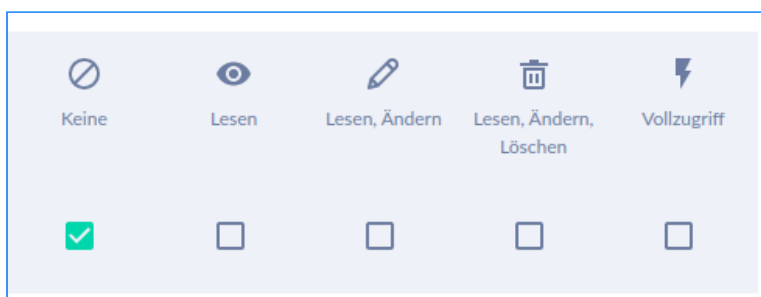 Keine
Lesen
Lesen, Ändern
Lesen, Ändern,
Löschen
Vollzugriff